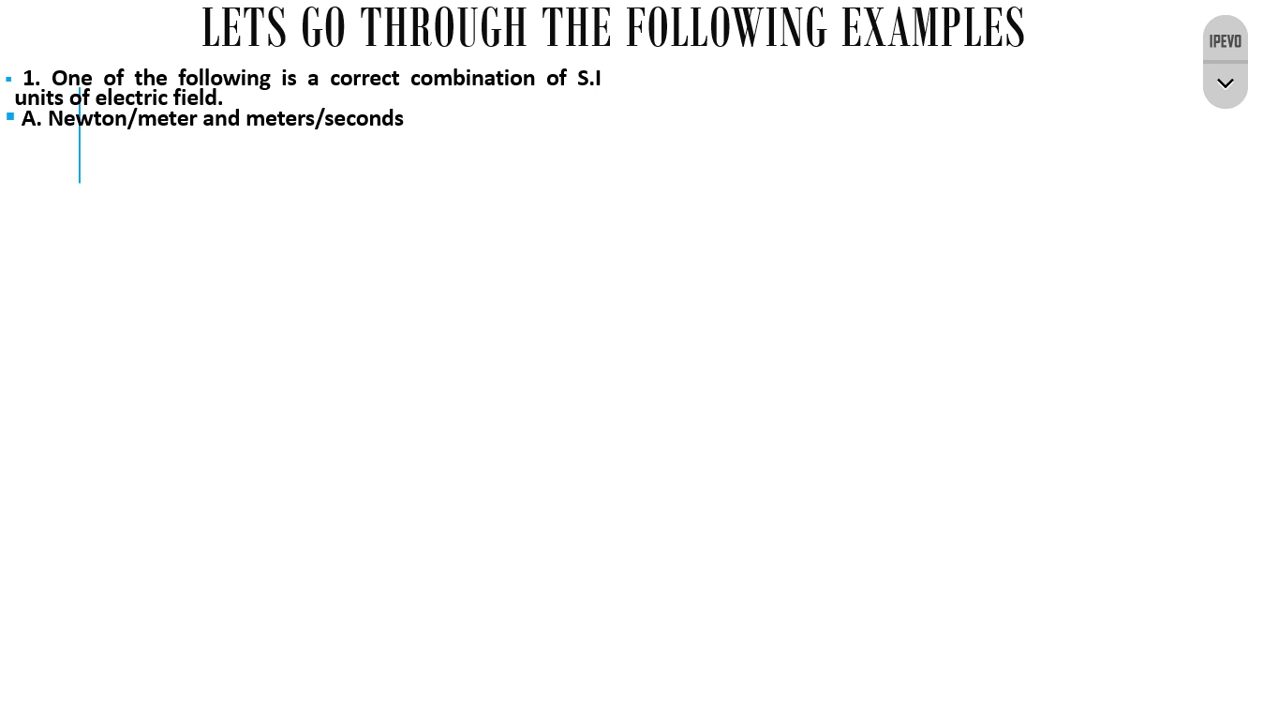 LETS GO THROUGH THE FOLLOWING EXAMPLES
IPEVO
1. One of the following is a correct combination of S.I
units of electric field.
A. Newton/meter and meters/seconds